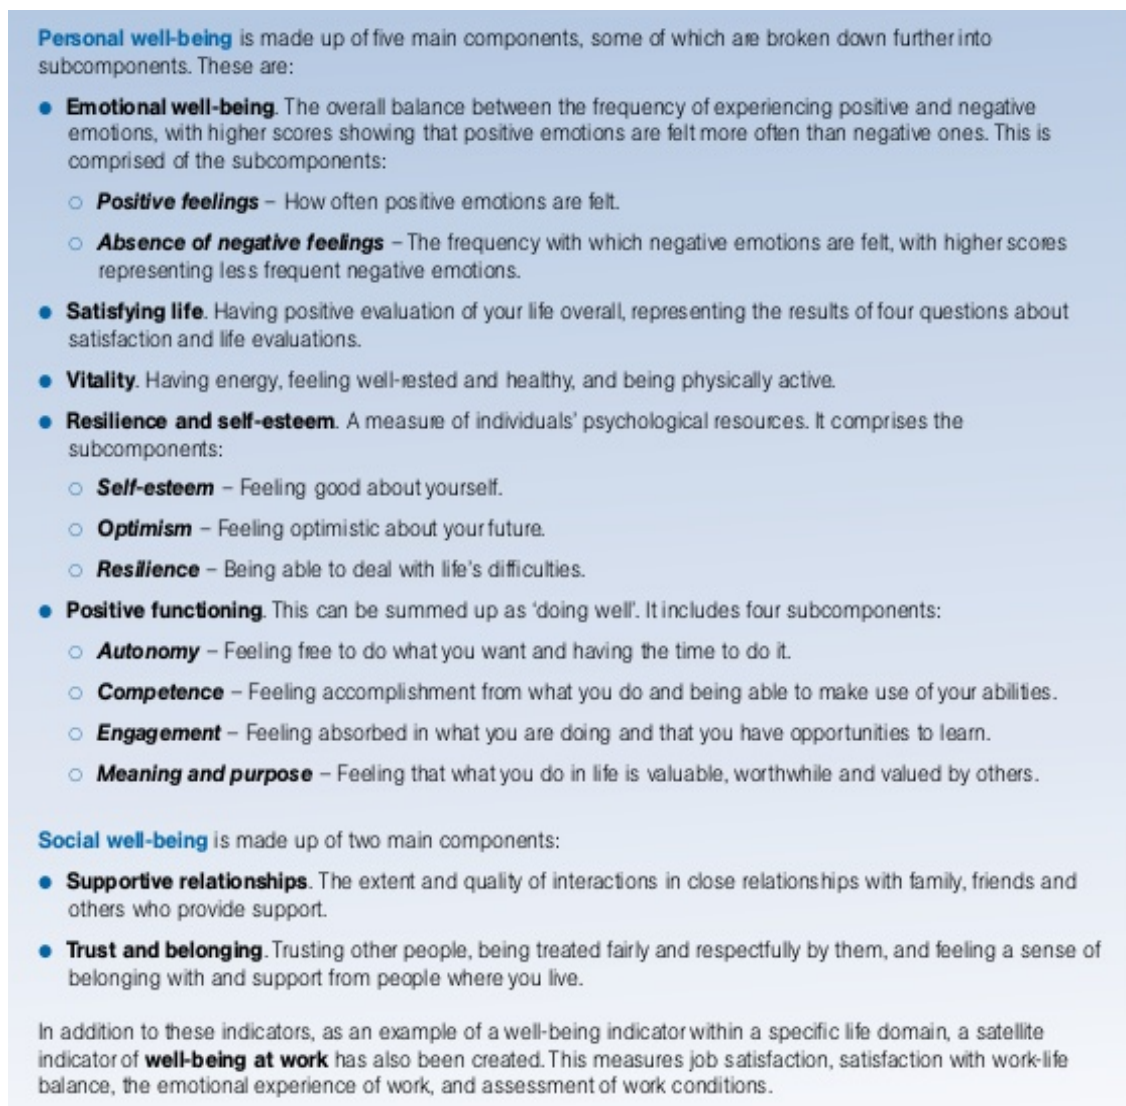 Personal well-being is made up of five main components, some of which are broken down further into
subcomponents. These are:
● Emotional well-being. The overall balance between the frequency of experiencing positive and negative
emotions, with higher scores showing that positive emotions are felt more often than negative ones. This is
comprised of the subcomponents:
○ Positive feelings – How often positive emotions are felt.
○ Absence of negative feelings – The frequency with which negative emotions are felt, with higher scores
representing less frequent negative emotions.
● Satisfying life. Having positive evaluation of your life overall, representing the results of four questions about
satisfaction and life evaluations.
● Vitality. Having energy, feeling well-rested and healthy, and being physically active.
● Resilience and self-esteem. A measure of individuals' psychological resources. It comprises the
subcomponents:
○ Self-esteem – Feeling good about yourself.
○ Optimism – Feeling optimistic about your future.
○ Resilience – Being able to deal with life's difficulties.
● Positive functioning. This can be summed up as 'doing well'. It includes four subcomponents:
○ Autonomy – Feeling free to do what you want and having the time to do it.
○ Competence – Feeling accomplishment from what you do and being able to make use of your abilities.
○ Engagement – Feeling absorbed in what you are doing and that you have opportunities to learn.
○ Meaning and purpose – Feeling that what you do in life is valuable, worthwhile and valued by others.
Social well-being is made up of two main components:
● Supportive relationships. The extent and quality of interactions in close relationships with family, friends and
others who provide support.
● Trust and belonging. Trusting other people, being treated fairly and respectfully by them, and feeling a sense of
belonging with and support from people where you live.
In addition to these indicators, as an example of a well-being indicator within a specific life domain, a satellite
indicator of well-being at work has also been created. This measures job satisfaction, satisfaction with work-life
balance, the emotional experience of work, and assessment of work conditions.